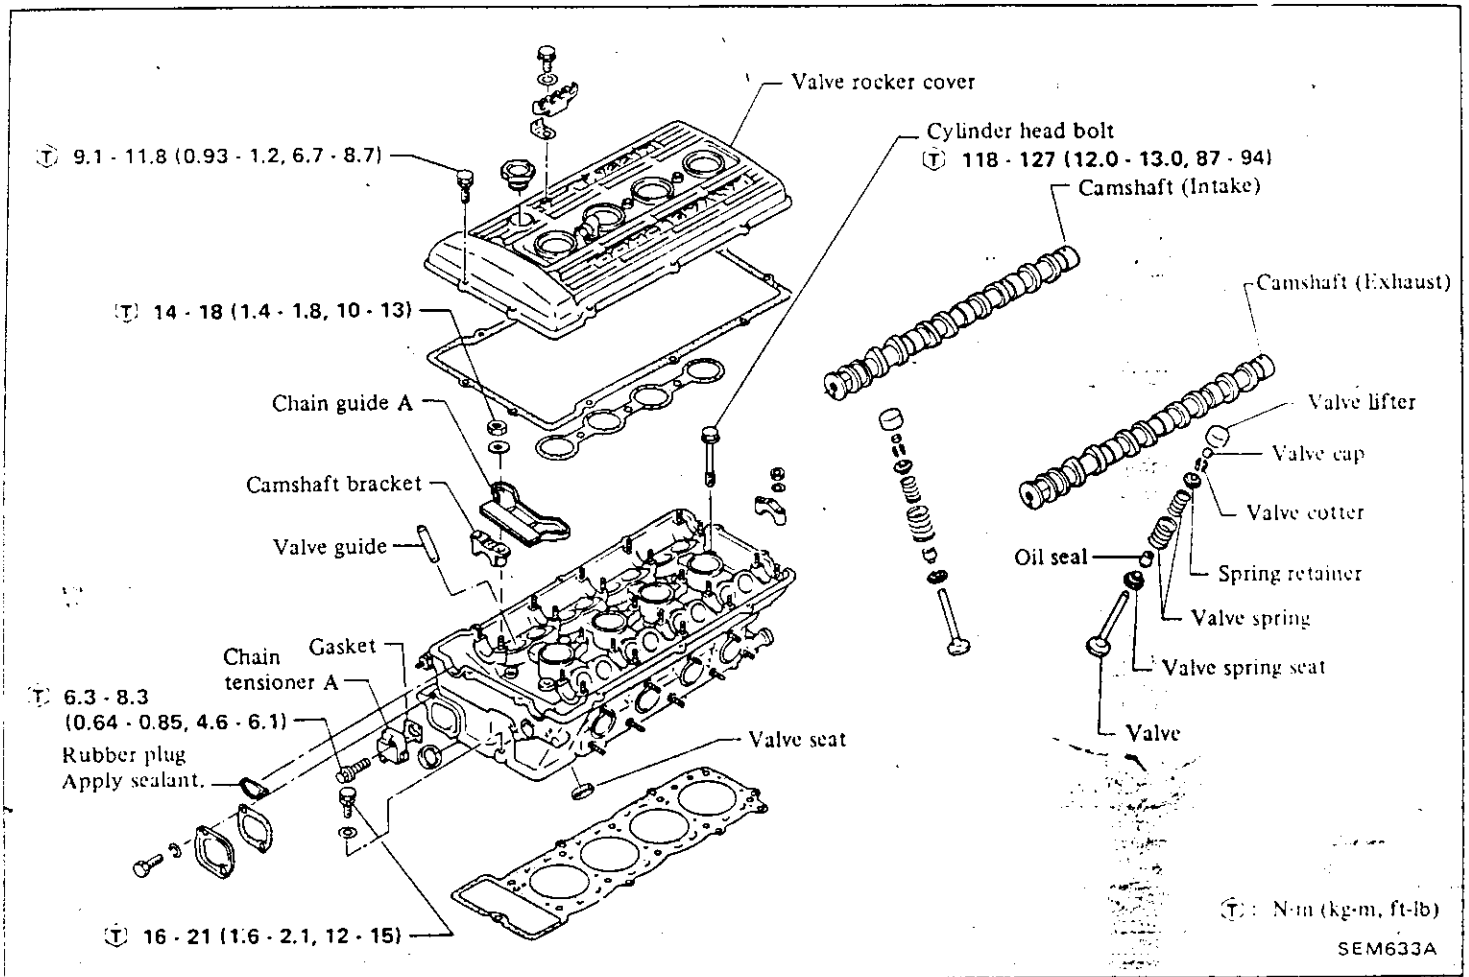 Valve rocker cover
Cylinder head bolt
(T) 118 - 127 (12.0 - 13.0, 87 - 94)
(T) 9.1 - 11.8 (0.93 - 1.2, 6.7 - 8.7)
Camshaft (Intake)
Camshaft (Exhaust)
(T) 14 - 18 (1.4 - 1.8, 10 - 13)
Chain guide A
Valve lifter
Valve cap
Camshaft bracket
Valve cotter
Valve guide
Oil seal
Spring retainer
Valve spring
Gasket
Chain
tensioner A
Valve spring seat
(T) 6.3 - 8.3
(0.64 - 0.85, 4.6 - 6.1)
Valve seat
Valve
Rubber plug
Apply sealant.
(T) 16 - 21 (1.6 - 2.1, 12 - 15)
(T) : N·m (kg-m, ft-lb)
SEM633A